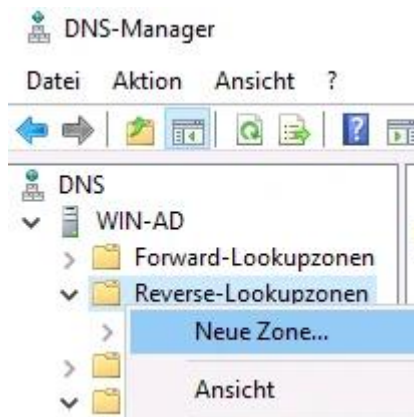 DNS-Manager
Datei Aktion Ansicht ?
DNS
WIN-AD
Forward-Lookupzonen
Reverse-Lookupzonen
Neue Zone...
Ansicht